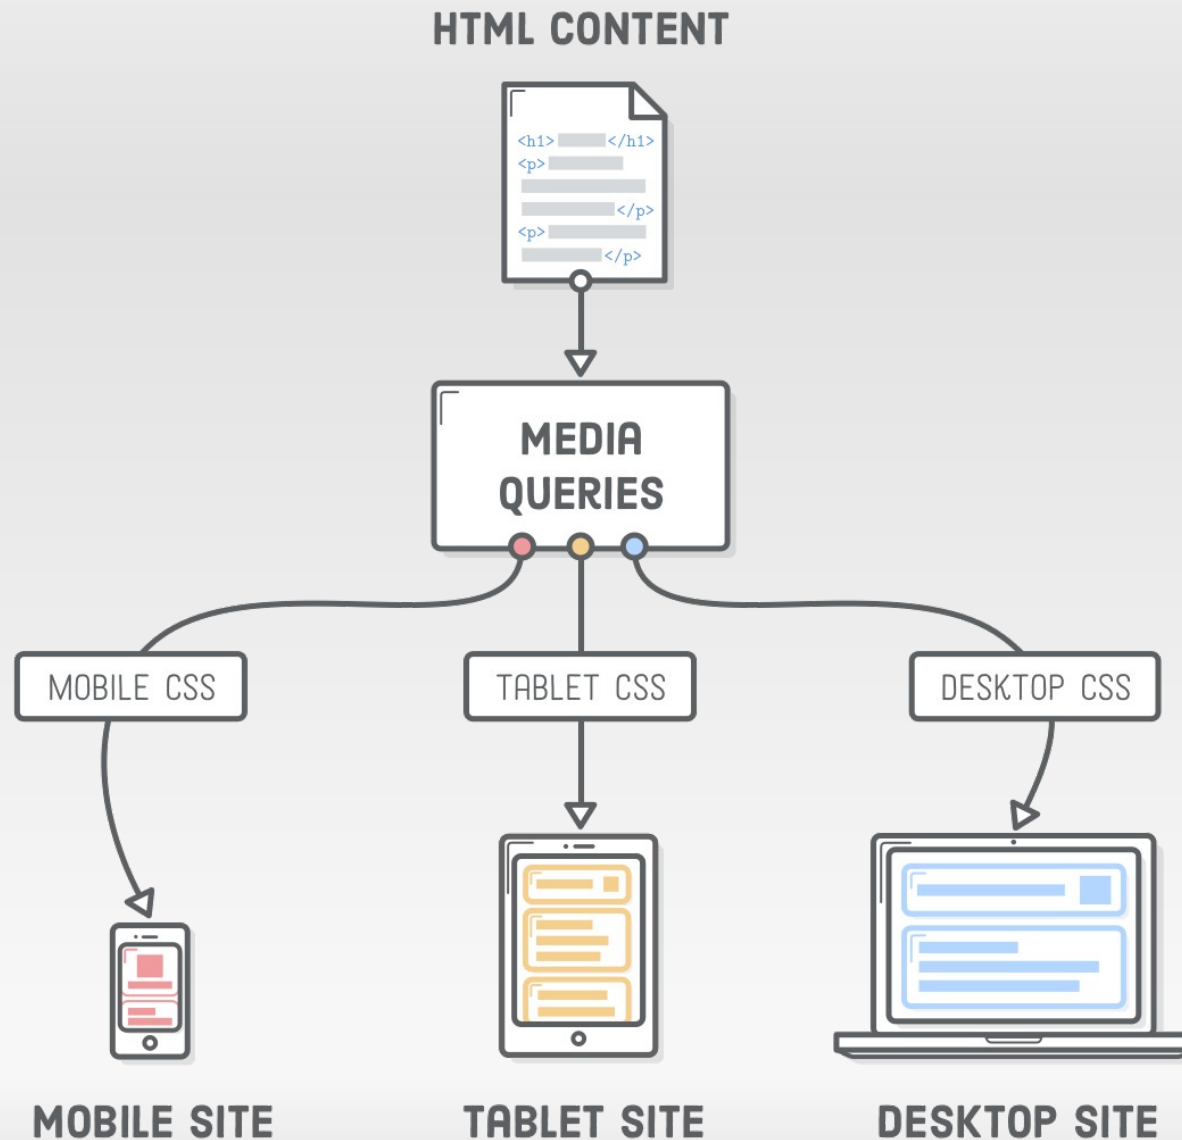 HTML CONTENT
<h1> </h1>
<p>
</p>
<p>
</p>
MEDIA
QUERIES
MOBILE CSS
TABLET CSS
DESKTOP CSS
MOBILE SITE
TABLET SITE
DESKTOP SITE